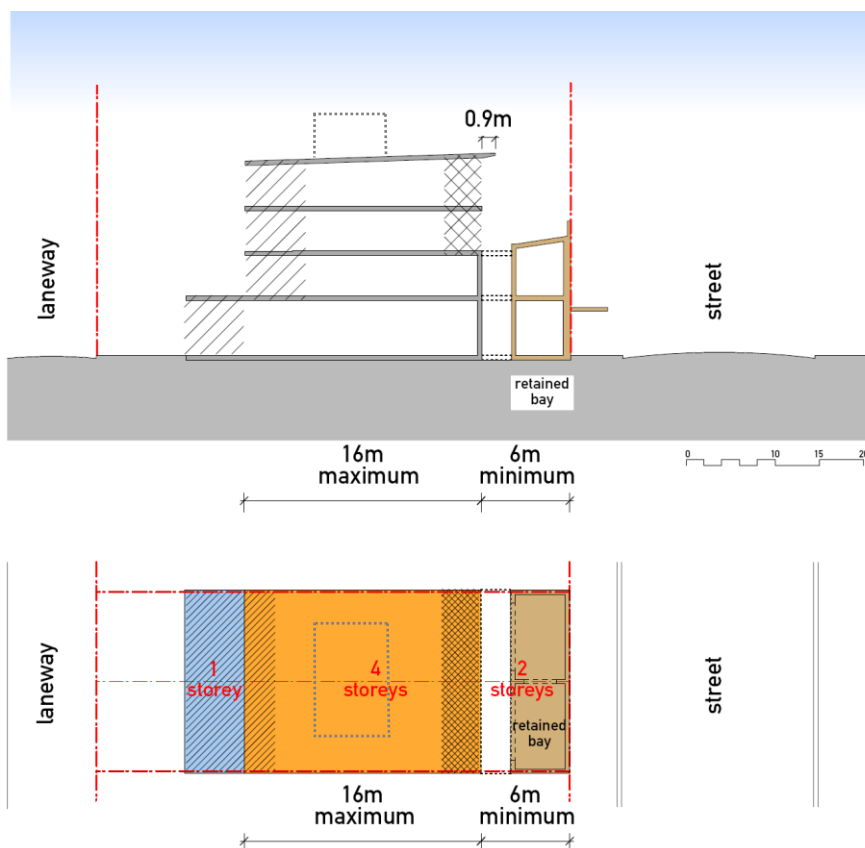 0.9m
laneway
street
retained
bay
16m
maximum
6m
minimum
0 10 15 20
laneway
1
storey
4
storeys
2
storeys
retained
bay
street
16m
maximum
6m
minimum